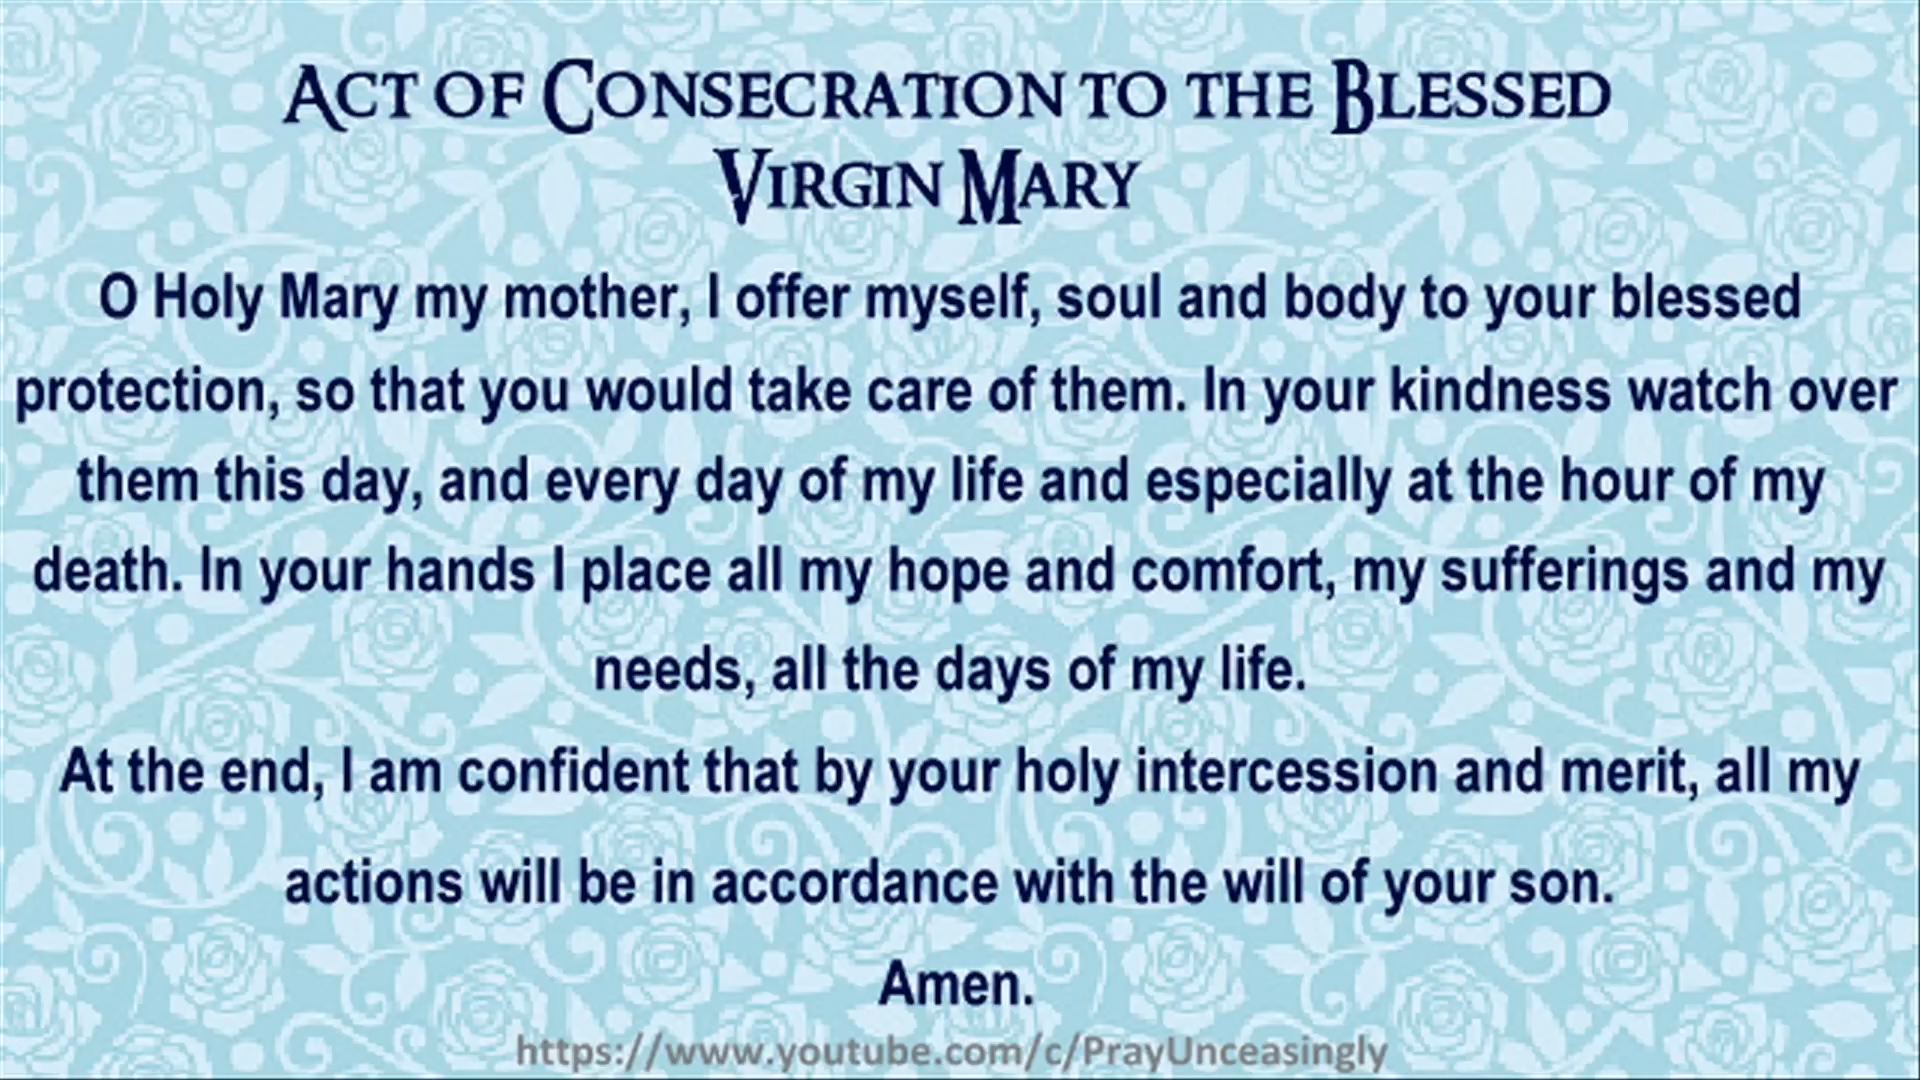 Act of Consecration to the Blessed
Virgin Mary
O Holy Mary my mother, I offer myself, soul and body to your blessed
protection, so that you would take care of them. In your kindness watch over
them this day, and every day of my life and especially at the hour of my
death. In your hands I place all my hope and comfort, my sufferings and my
needs, all the days of my life.
At the end, I am confident that by your holy intercession and merit, all my
actions will be in accordance with the will of your son.
Amen.
https://www.youtube.com/c/PrayUnceasingly